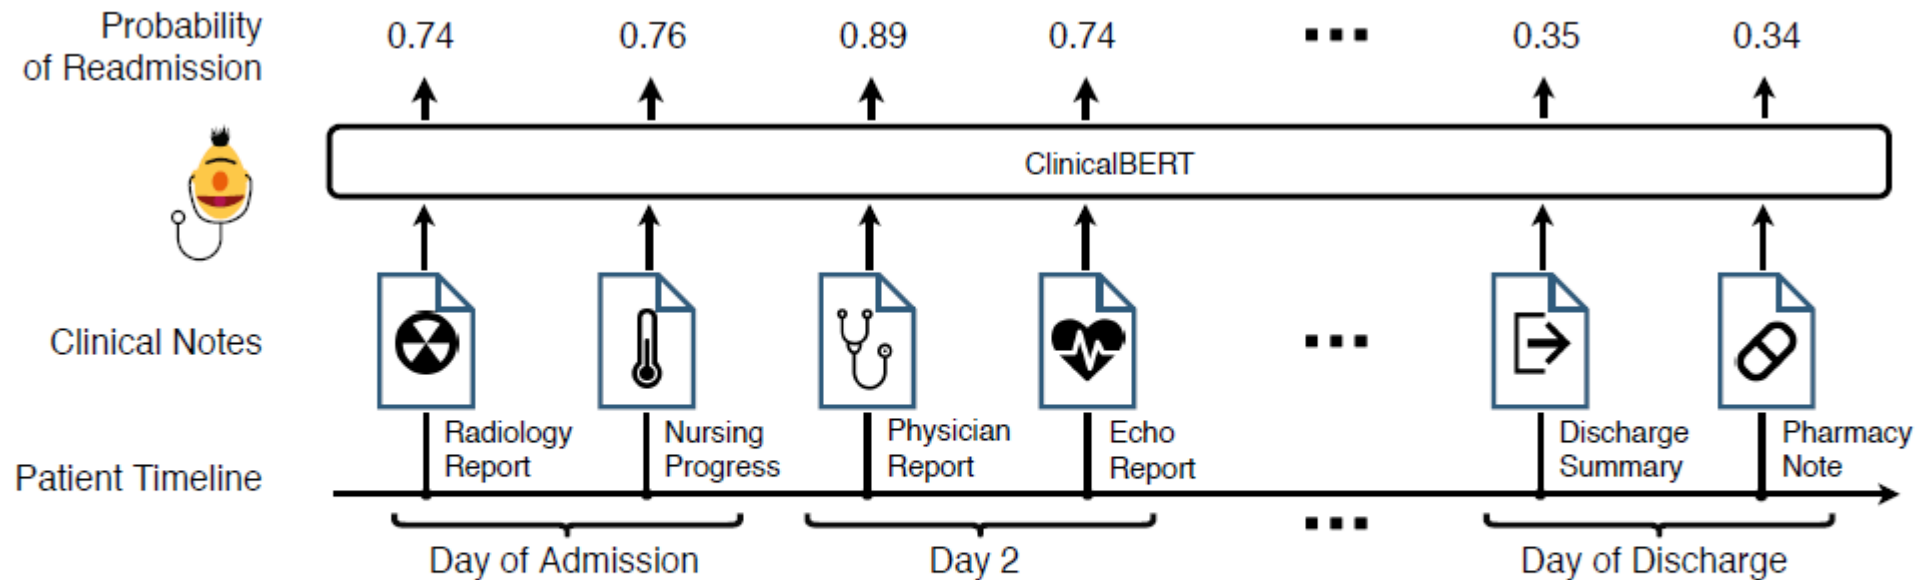 Probability
of Readmission
0.74
0.76
0.89
0.74
0.35
0.34
ClinicalBERT
Clinical Notes
Patient Timeline
Radiology
Report
Nursing
Progress
Physician
Report
Echo
Report
Discharge
Summary
Pharmacy
Note
Day of Admission
Day 2
Day of Discharge